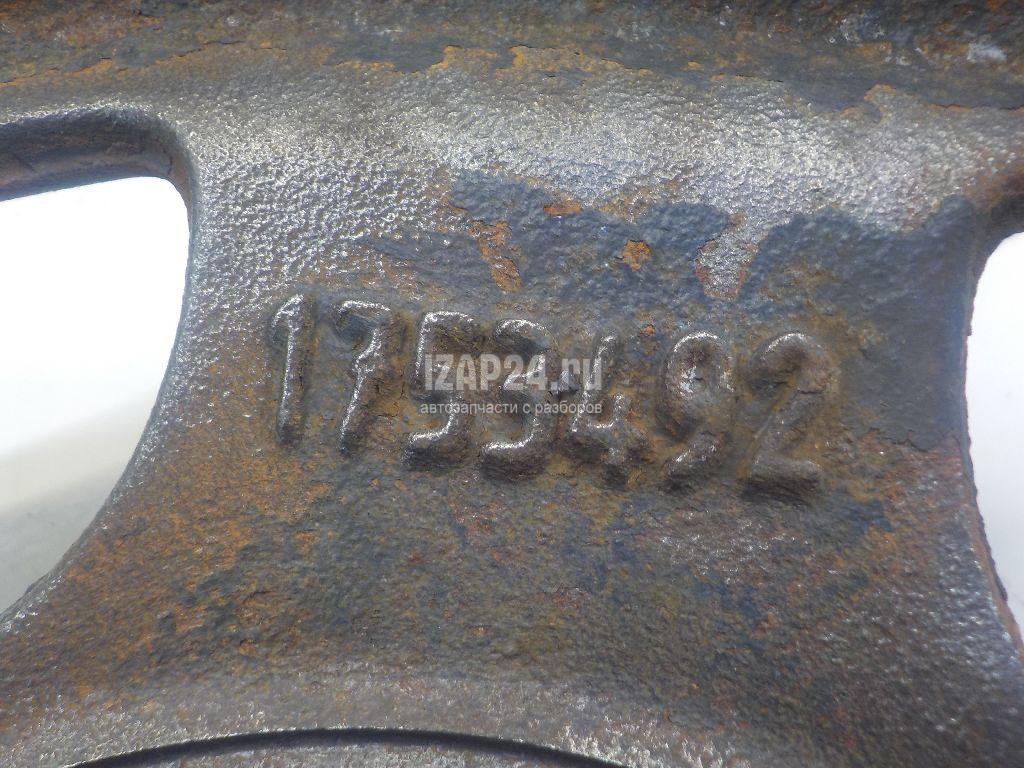 1753492
IZAP24.ru
автозапчасти с разборов